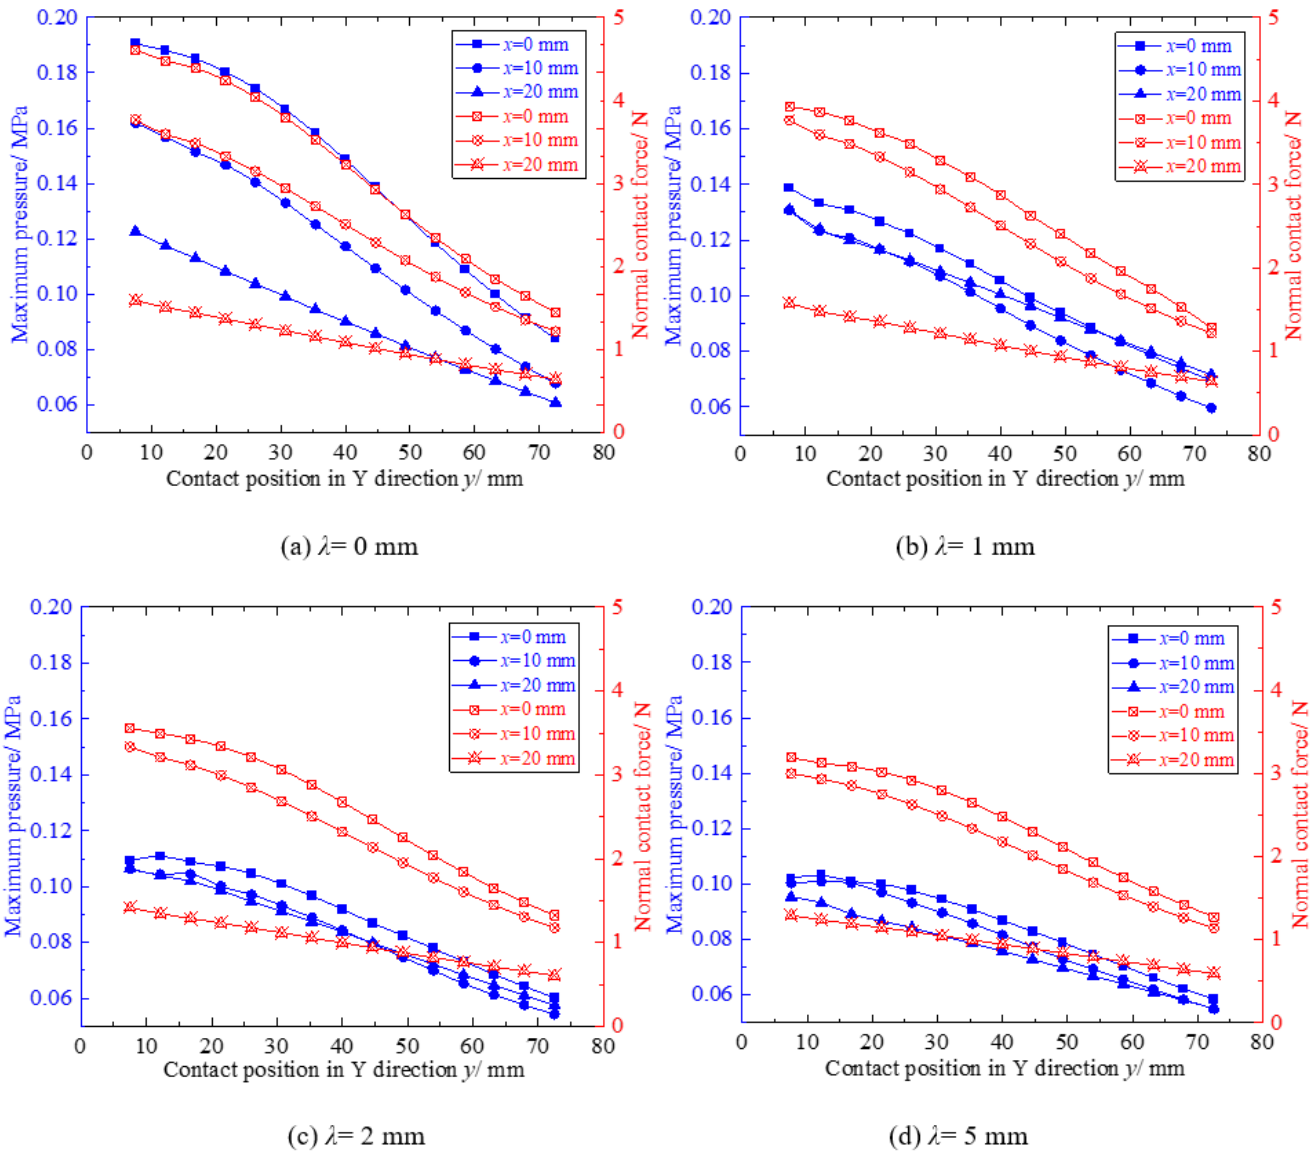 0.20
0.18
0.16
0.14
0.12
0.10
0.08
0.06
Maximum pressure/ MPa
x=0 mm
x=10 mm
x=20 mm
x=0 mm
x=10 mm
x=20 mm
5
4
3
2
1
0
Normal contact force/ N
0 10 20 30 40 50 60 70 80
Contact position in Y direction y/ mm
(a) λ= 0 mm
0.20
0.18
0.16
0.14
0.12
0.10
0.08
0.06
Maximum pressure/ MPa
x=0 mm
x=10 mm
x=20 mm
x=0 mm
x=10 mm
x=20 mm
5
4
3
2
1
0
Normal contact force/ N
0 10 20 30 40 50 60 70 80
Contact position in Y direction y/ mm
(b) λ= 1 mm
0.20
0.18
0.16
0.14
0.12
0.10
0.08
0.06
Maximum pressure/ MPa
x=0 mm
x=10 mm
x=20 mm
x=0 mm
x=10 mm
x=20 mm
5
4
3
2
1
0
Normal contact force/ N
0 10 20 30 40 50 60 70 80
Contact position in Y direction y/ mm
(c) λ= 2 mm
0.20
0.18
0.16
0.14
0.12
0.10
0.08
0.06
Maximum pressure/ MPa
x=0 mm
x=10 mm
x=20 mm
x=0 mm
x=10 mm
x=20 mm
5
4
3
2
1
0
Normal contact force/ N
0 10 20 30 40 50 60 70 80
Contact position in Y direction y/ mm
(d) λ= 5 mm